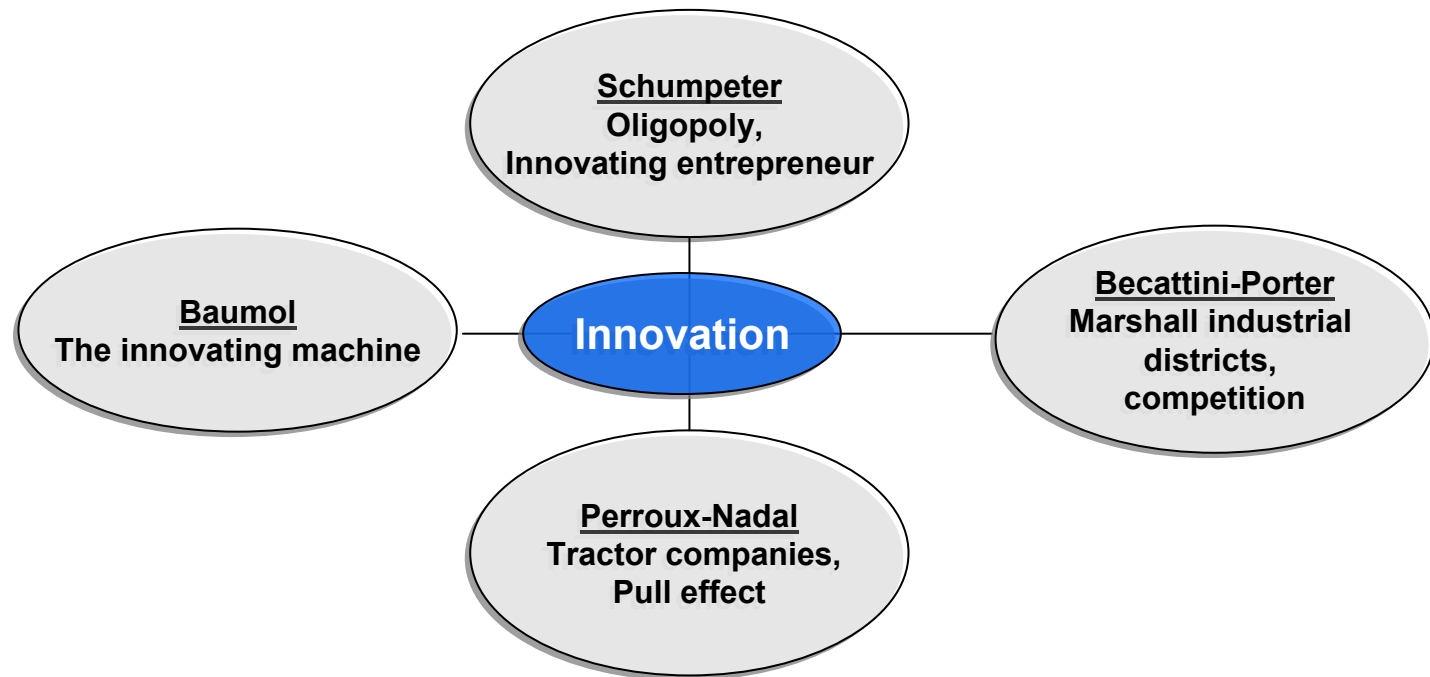 Schumpeter
Oligopoly,
Innovating entrepreneur
Baumol
The innovating machine
Innovation
Becattini-Porter
Marshall industrial
districts,
competition
Perroux-Nadal
Tractor companies,
Pull effect